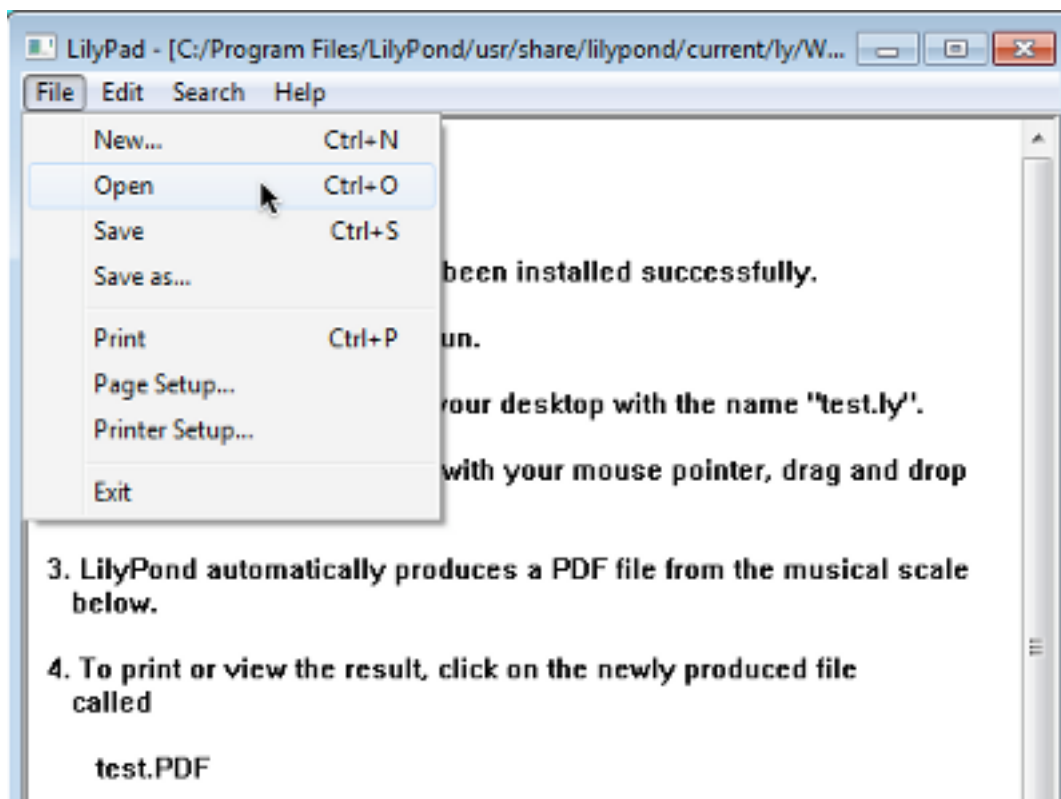 LilyPad - [C:/Program Files/LilyPond/usr/share/lilypond/current/ly/W...
File Edit Search Help
New... Ctrl+N
Open Ctrl+O
Save Ctrl+S
Save as...
Print Ctrl+P
Page Setup...
Printer Setup...
Exit
been installed successfully.
un.
your desktop with the name "test.ly".
with your mouse pointer, drag and drop
3. LilyPond automatically produces a PDF file from the musical scale
below.
4. To print or view the result, click on the newly produced file
called
test.PDF